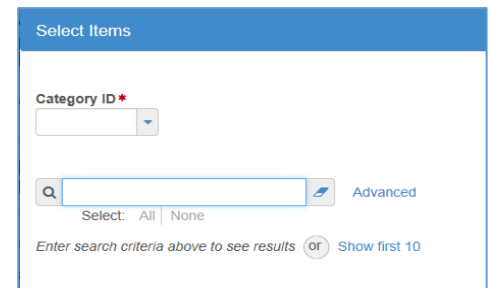 Select Items
Category ID *
Advanced
Select: All None
Enter search criteria above to see results or Show first 10